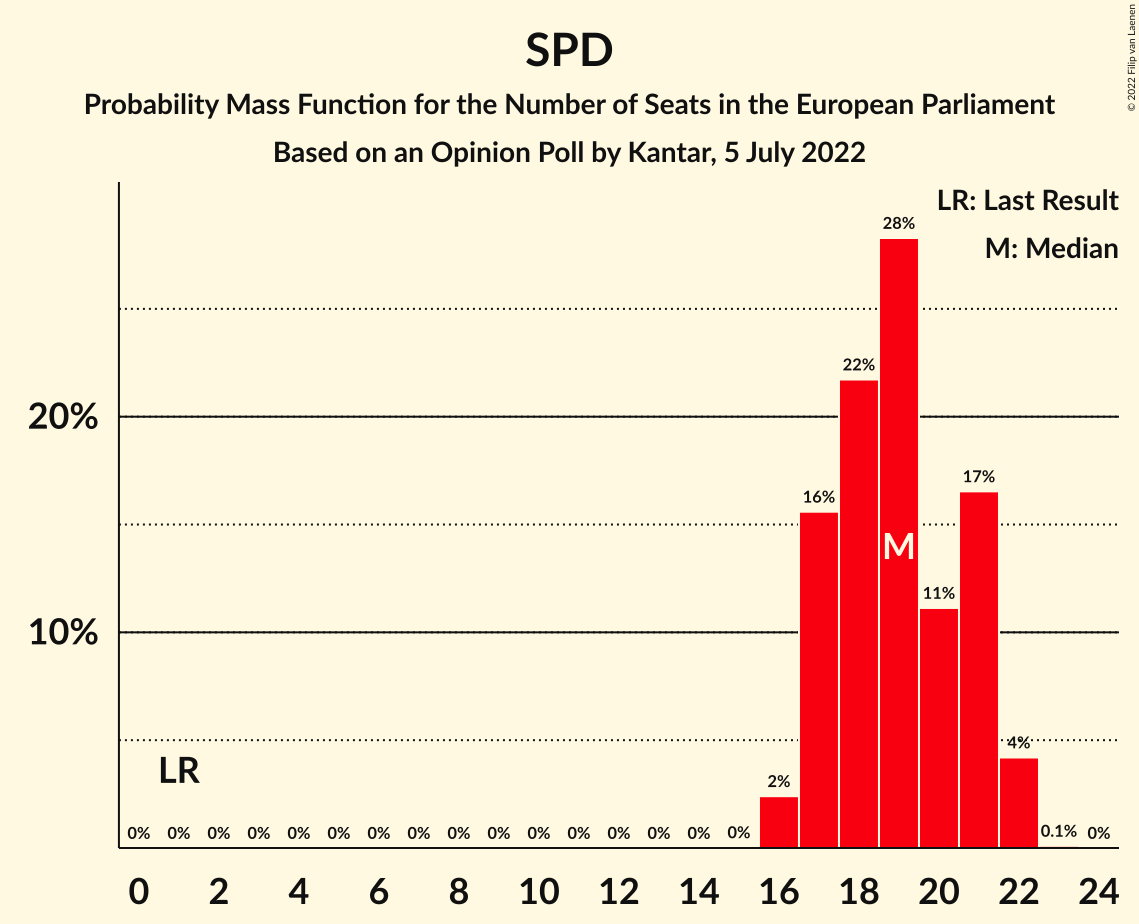 SPD
Probability Mass Function for the Number of Seats in the European Parliament
Based on an Opinion Poll by Kantar, 5 July 2022
© 2022 Filip van Laenen
LR: Last Result
M: Median
28%
22%
20%
17%
16%
M
11%
10%
4%
LR
2%
0% 0% 0% 0% 0% 0% 0% 0% 0% 0% 0% 0% 0% 0% 0% 0% 0.1% 0%
0 2 4 6 8 10 12 14 16 18 20 22 24